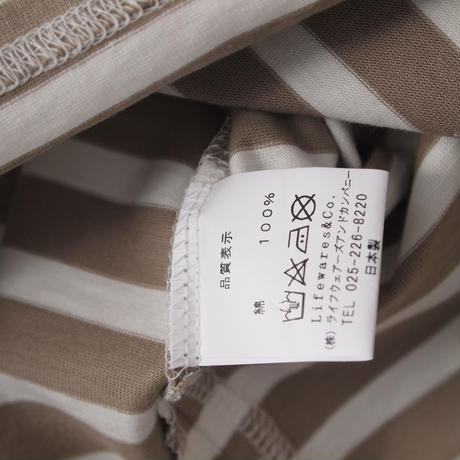 品質表示
綿 100%
Lifewares&Co.
(株)ライフウェアーズアンドカンパニー
TEL 025-226-8220
日本製